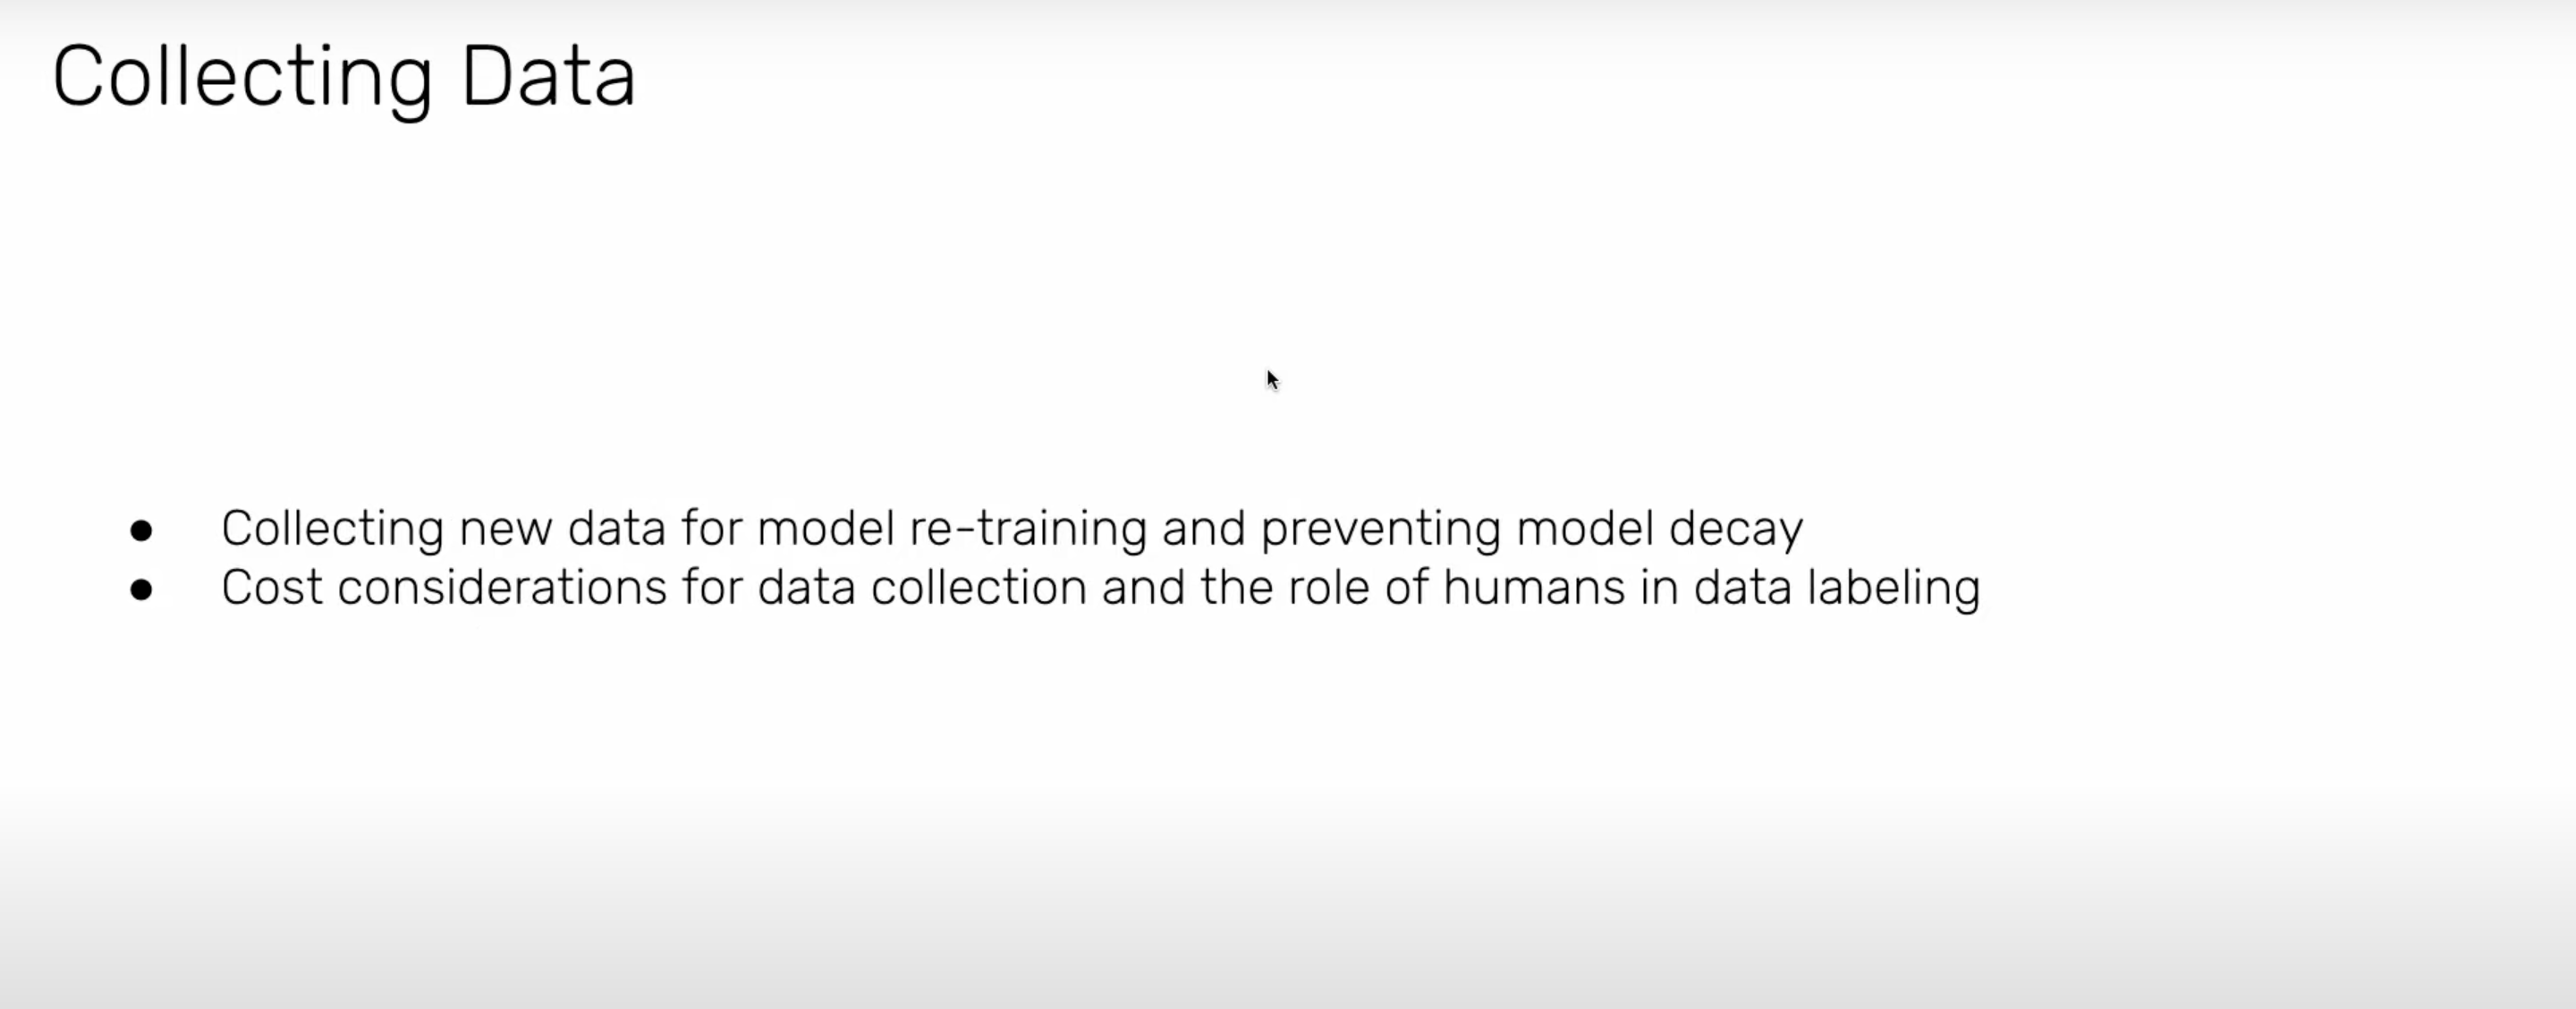 Collecting Data
● Collecting new data for model re-training and preventing model decay
● Cost considerations for data collection and the role of humans in data labeling